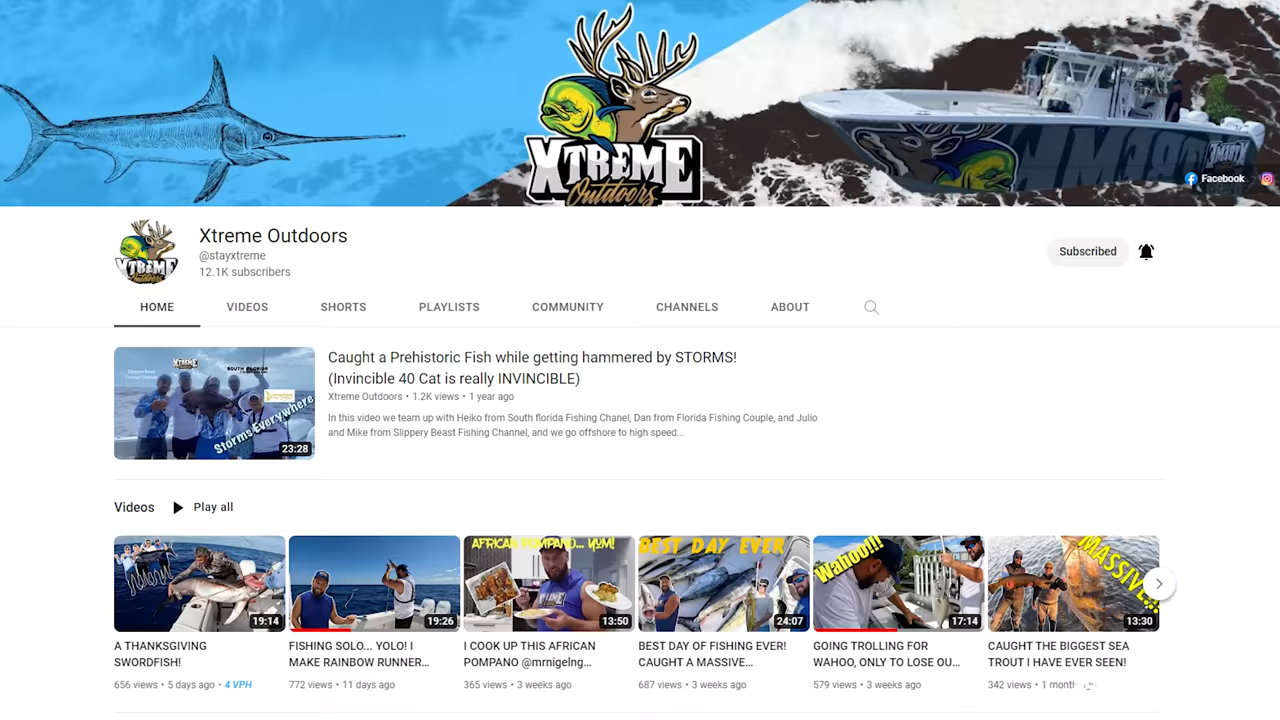 XTREME
Outdoors
XTREME
Facebook
Xtreme Outdoors
@stayxtreme
12.1K subscribers
Subscribed
HOME VIDEOS SHORTS PLAYLISTS COMMUNITY CHANNELS ABOUT
XTREME
SOUTH FLORIDA
Storms Everywhere
23:28
Caught a Prehistoric Fish while getting hammered by STORMS!
(Invincible 40 Cat is really INVINCIBLE)
Xtreme Outdoors • 1.2K views • 1 year ago
In this video we team up with Heiko from South florida Fishing Chanel, Dan from Florida Fishing Couple, and Julio
and Mike from Slippery Beast Fishing Channel, and we go offshore to high speed...
Videos Play all
19:14
19:26
AFRICAN POMPANO... YUM!
13:50
BEST DAY EVER
24:07
Wahoo!!!
17:14
MASSIVE!!
13:30
A THANKSGIVING
SWORDFISH!
656 views • 5 days ago • 4 VPH
FISHING SOLO... YOLO! I
MAKE RAINBOW RUNNER...
772 views • 11 days ago
I COOK UP THIS AFRICAN
POMPANO @mrnigelng...
365 views • 3 weeks ago
BEST DAY OF FISHING EVER!
CAUGHT A MASSIVE...
687 views • 3 weeks ago
GOING TROLLING FOR
WAHOO, ONLY TO LOSE OU...
579 views • 3 weeks ago
CAUGHT THE BIGGEST SEA
TROUT I HAVE EVER SEEN!
342 views • 1 month